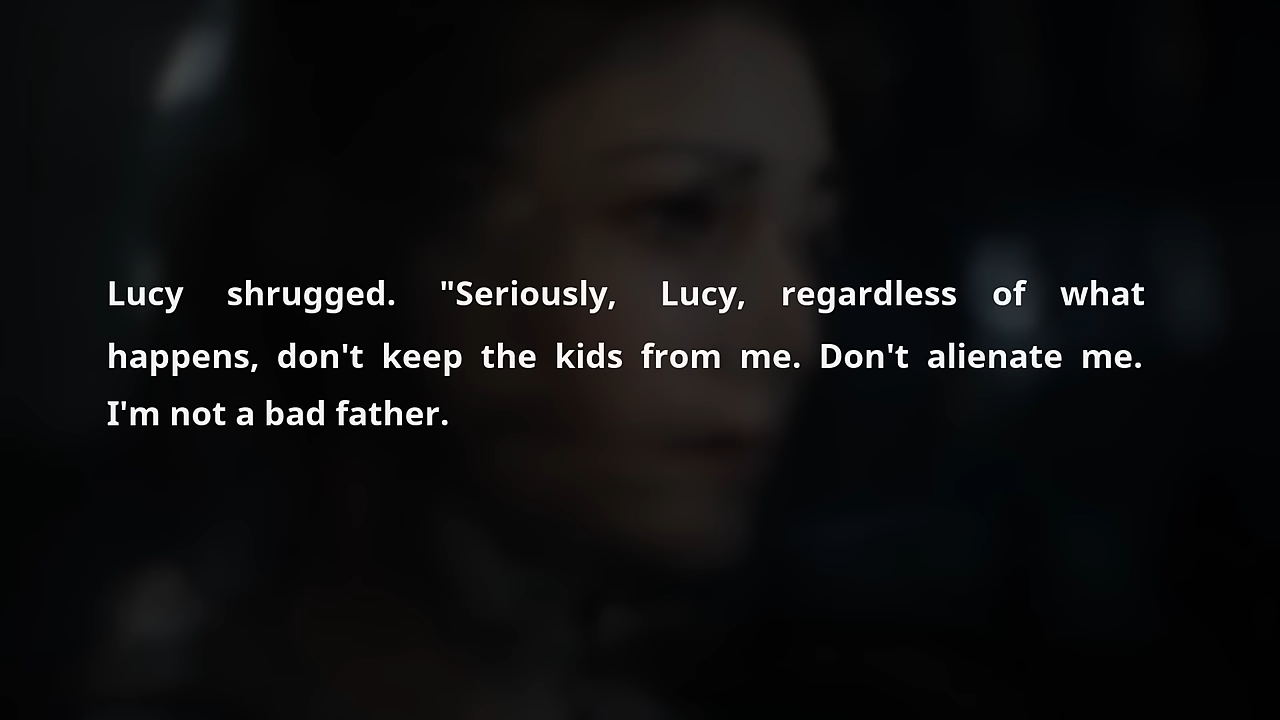 Lucy shrugged. "Seriously, Lucy, regardless of what
happens, don't keep the kids from me. Don't alienate me.
I'm not a bad father.